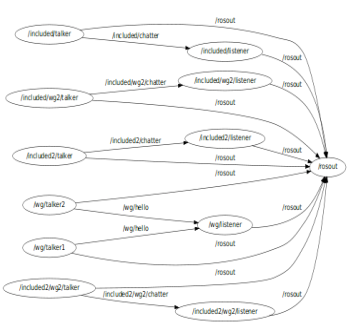 /rosout
/included/talker
/included/chatter
/included/listener
/rosout
/included/wg2/chatter
/included/wg2/listener
/rosout
/included/wg2/talker
/rosout
/included2/chatter
/included2/listener
/rosout
/included2/talker
/rosout
/rosout
/rosout
/wg/talker2
/wg/hello
/rosout
/wg/listener
/wg/hello
/wg/talker1
/rosout
/rosout
/included2/wg2/talker
/included2/wg2/chatter
/rosout
/included2/wg2/listener